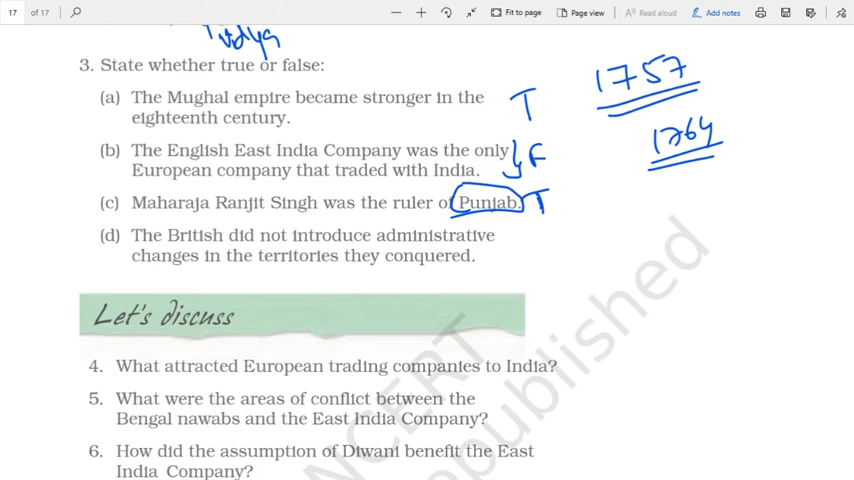 17 of 17 Fit to page Page view Read aloud Add notes
vidya
3. State whether true or false:
1757
(a) The Mughal empire became stronger in the T
eighteenth century.
1764
(b) The English East India Company was the only F
European company that traded with India.
(c) Maharaja Ranjit Singh was the ruler of Punjab. T
(d) The British did not introduce administrative
changes in the territories they conquered.
Let's discuss
4. What attracted European trading companies to India?
5. What were the areas of conflict between the
Bengal nawabs and the East India Company?
6. How did the assumption of Diwani benefit the East
India Company?
NCERT
republished